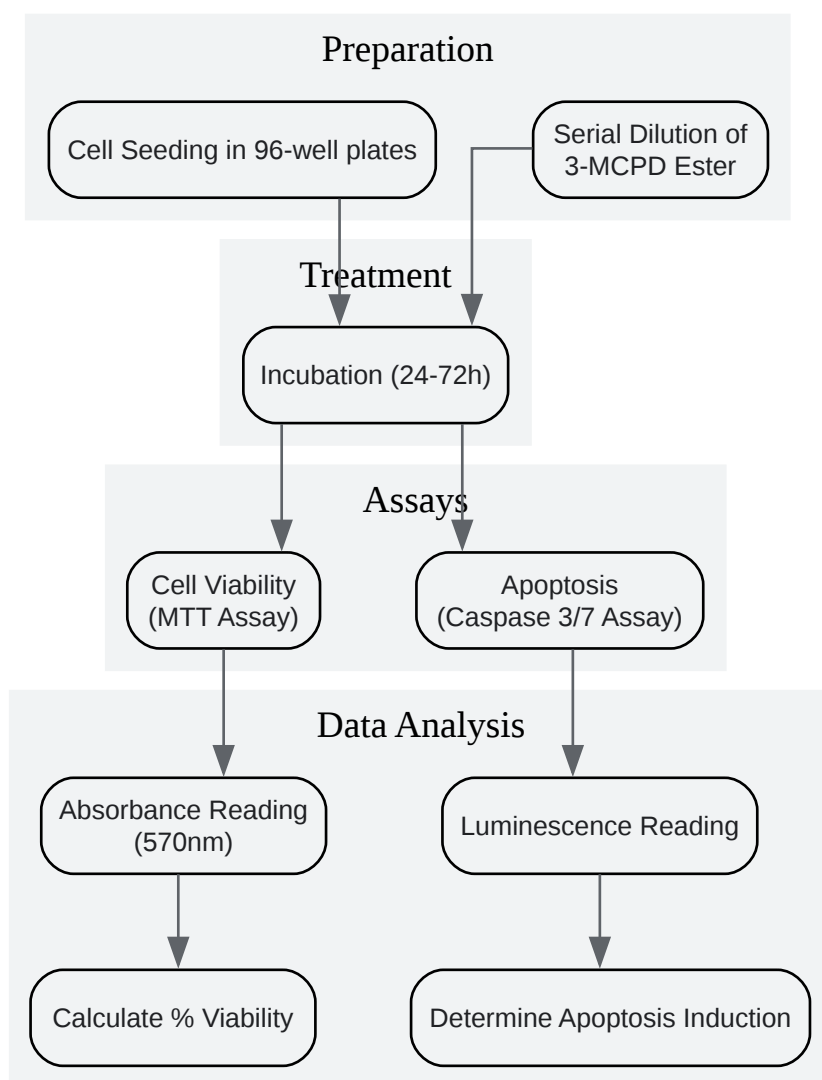 Preparation
Cell Seeding in 96-well plates
Serial Dilution of
3-MCPD Ester
Treatment
Incubation (24-72h)
Assays
Cell Viability
(MTT Assay)
Apoptosis
(Caspase 3/7 Assay)
Data Analysis
Absorbance Reading
(570nm)
Luminescence Reading
Calculate % Viability
Determine Apoptosis Induction